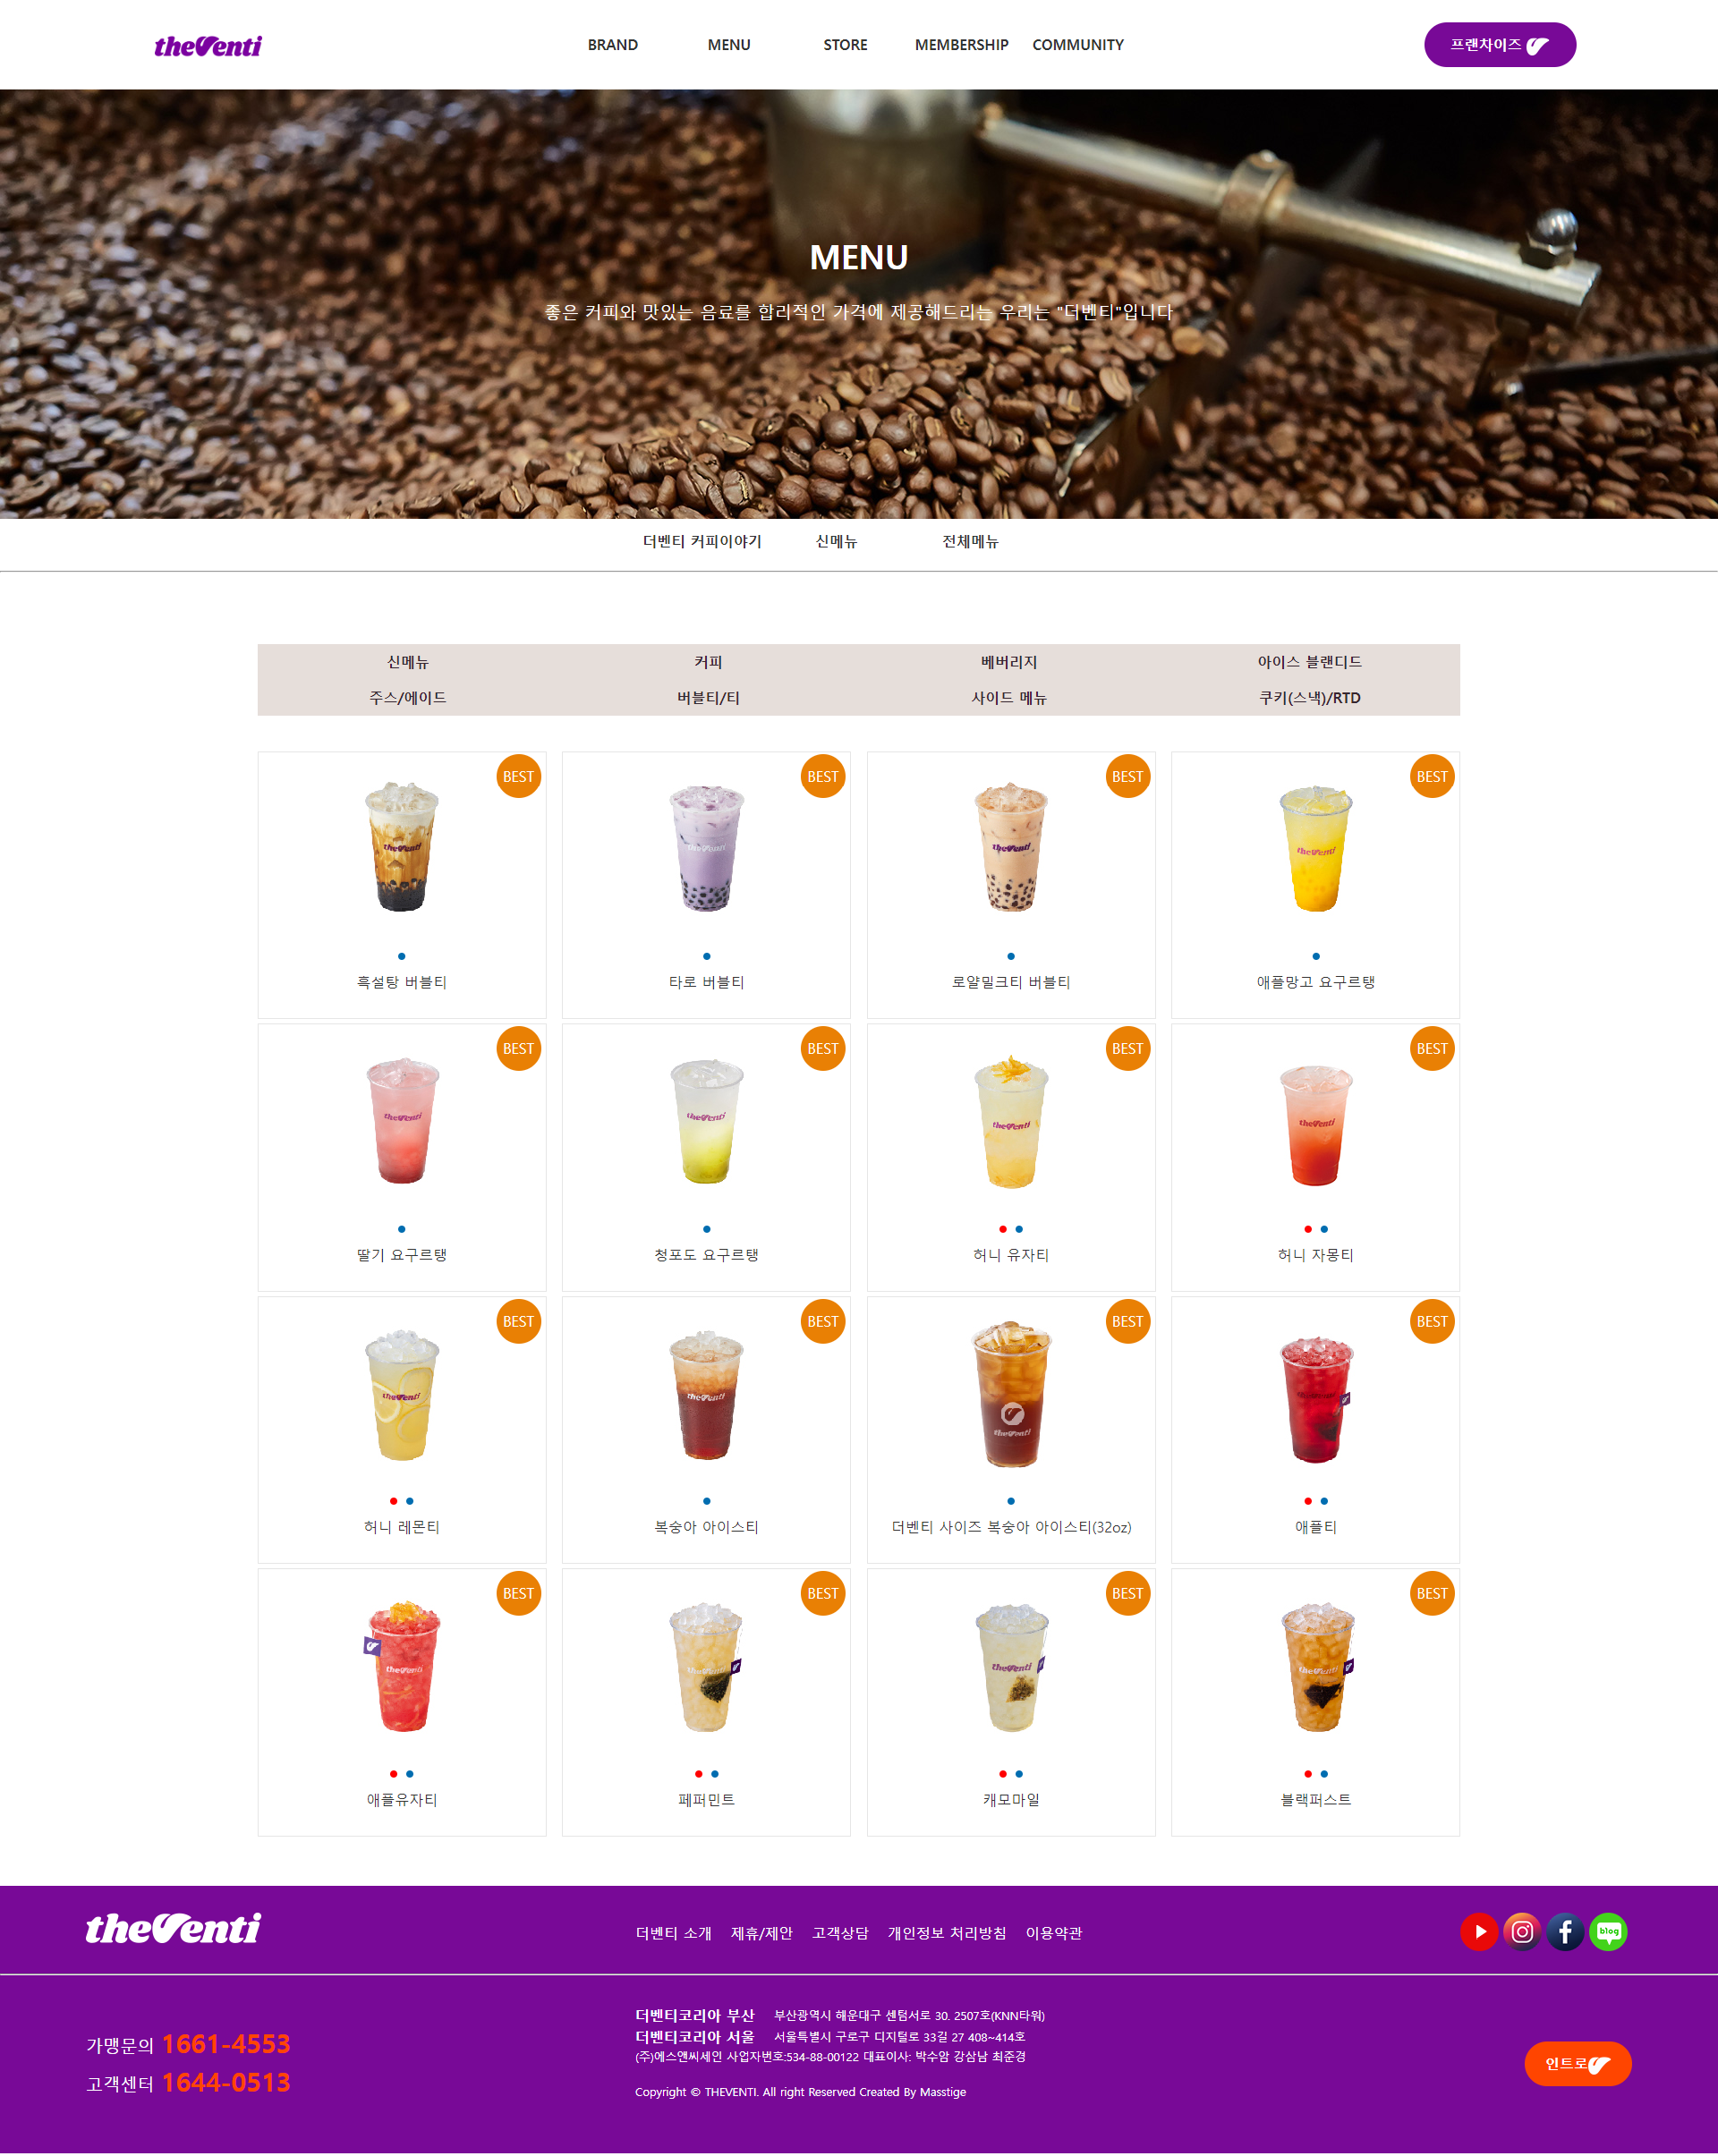 theVenti
BRAND MENU STORE MEMBERSHIP COMMUNITY
프랜차이즈
MENU
좋은 커피와 맛있는 음료를 합리적인 가격에 제공해드리는 우리는 "더벤티"입니다
더벤티 커피이야기 신메뉴 전체메뉴
신메뉴 커피 베버리지 아이스 블랜디드
주스/에이드 버블티/티 사이드 메뉴 쿠키(스낵)/RTD
BEST BEST BEST BEST
theVenti theVenti theVenti theVenti
흑설탕 버블티 타로 버블티 로얄밀크티 버블티 애플망고 요구르탱
BEST BEST BEST BEST
theVenti theVenti theVenti theVenti
딸기 요구르탱 청포도 요구르탱 허니 유자티 허니 자몽티
BEST BEST BEST BEST
theVenti theVenti theVenti theVenti
허니 레몬티 복숭아 아이스티 더벤티 사이즈 복숭아 아이스티(32oz) 애플티
BEST BEST BEST BEST
theVenti theVenti theVenti theVenti
애플유자티 페퍼민트 캐모마일 블랙퍼스트
theVenti
더벤티 소개 제휴/제안 고객상담 개인정보 처리방침 이용약관
blog
가맹문의 1661-4553
고객센터 1644-0513
더벤티코리아 부산 부산광역시 해운대구 센텀서로 30. 2507호(KNN타워)
더벤티코리아 서울 서울특별시 구로구 디지털로 33길 27 408~414호
(주)에스앤씨세인 사업자번호:534-88-00122 대표이사: 박수암 강삼남 최준경
Copyright © THEVENTI. All right Reserved Created By Masstige
인트로